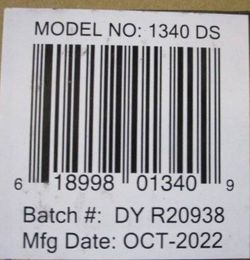 MODEL NO: 1340 DS
6 18998 01340 9
Batch #: DY R20938
Mfg Date: OCT-2022